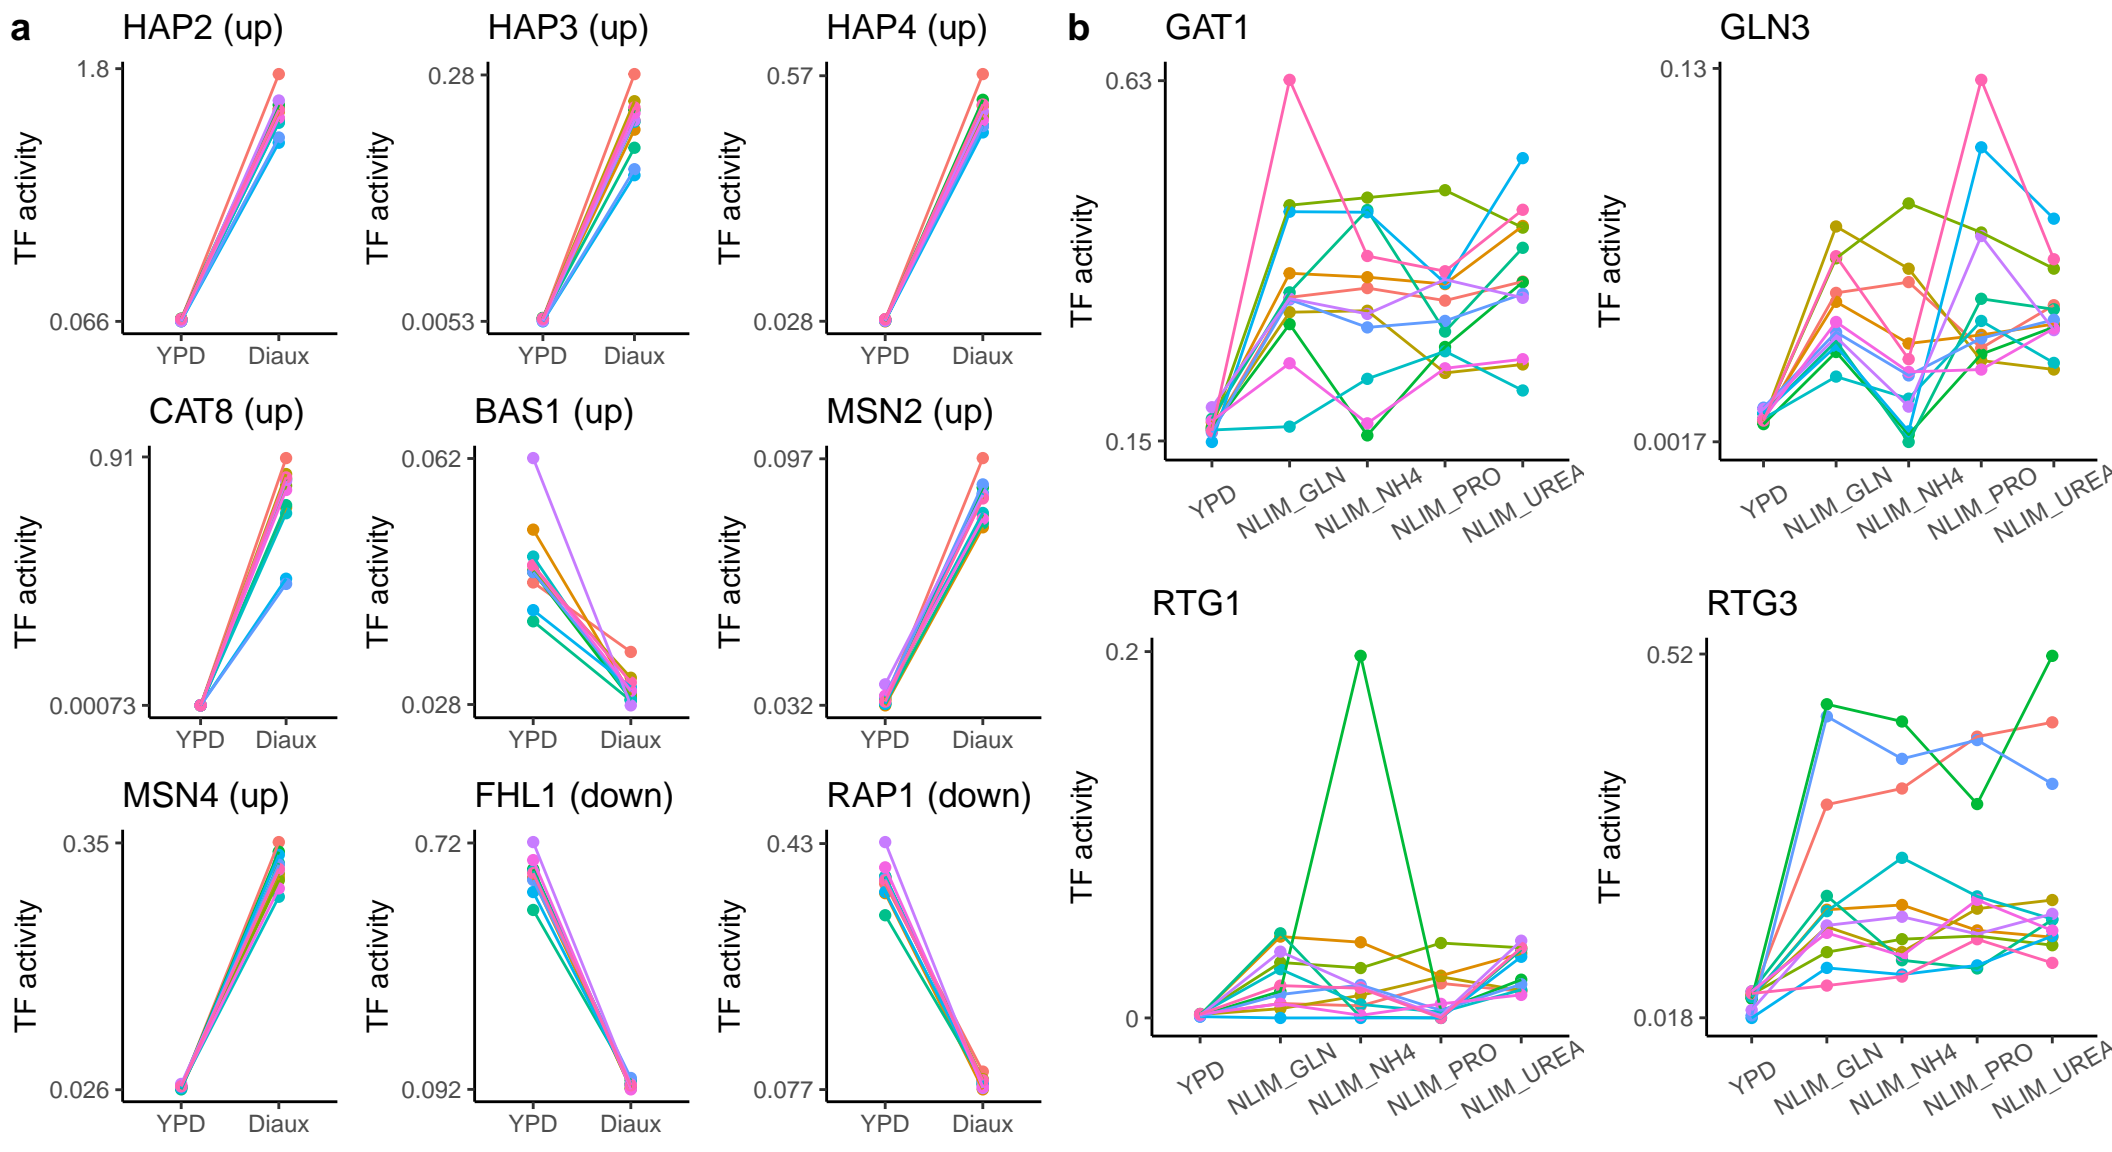 a
HAP2 (up)
1.8
0.066
TF activity
YPD
Diaux
HAP3 (up)
0.28
0.0053
TF activity
YPD
Diaux
HAP4 (up)
0.57
0.028
TF activity
YPD
Diaux
CAT8 (up)
0.91
0.00073
TF activity
YPD
Diaux
BAS1 (up)
0.062
0.028
TF activity
YPD
Diaux
MSN2 (up)
0.097
0.032
TF activity
YPD
Diaux
MSN4 (up)
0.35
0.026
TF activity
YPD
Diaux
FHL1 (down)
0.72
0.092
TF activity
YPD
Diaux
RAP1 (down)
0.43
0.077
TF activity
YPD
Diaux
b
GAT1
0.63
0.15
TF activity
YPD
NLIM_GLN
NLIM_NH4
NLIM_PRO
NLIM_UREA
GLN3
0.13
0.0017
TF activity
YPD
NLIM_GLN
NLIM_NH4
NLIM_PRO
NLIM_UREA
RTG1
0.2
0
TF activity
YPD
NLIM_GLN
NLIM_NH4
NLIM_PRO
NLIM_UREA
RTG3
0.52
0.018
TF activity
YPD
NLIM_GLN
NLIM_NH4
NLIM_PRO
NLIM_UREA